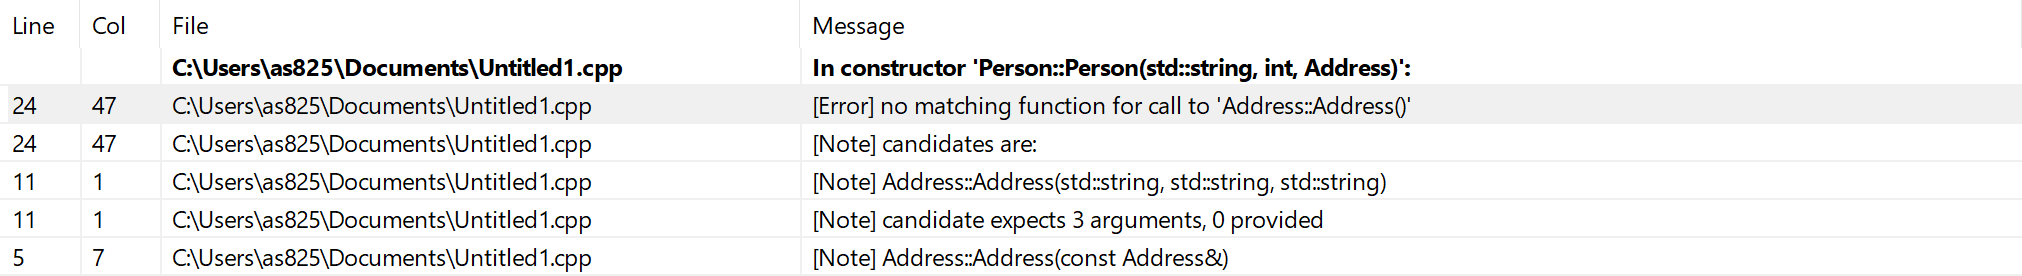 Line Col File Message
C:\Users\as825\Documents\Untitled1.cpp In constructor 'Person::Person(std::string, int, Address)':
24 47 C:\Users\as825\Documents\Untitled1.cpp [Error] no matching function for call to 'Address::Address()'
24 47 C:\Users\as825\Documents\Untitled1.cpp [Note] candidates are:
11 1 C:\Users\as825\Documents\Untitled1.cpp [Note] Address::Address(std::string, std::string, std::string)
11 1 C:\Users\as825\Documents\Untitled1.cpp [Note] candidate expects 3 arguments, 0 provided
5 7 C:\Users\as825\Documents\Untitled1.cpp [Note] Address::Address(const Address&)